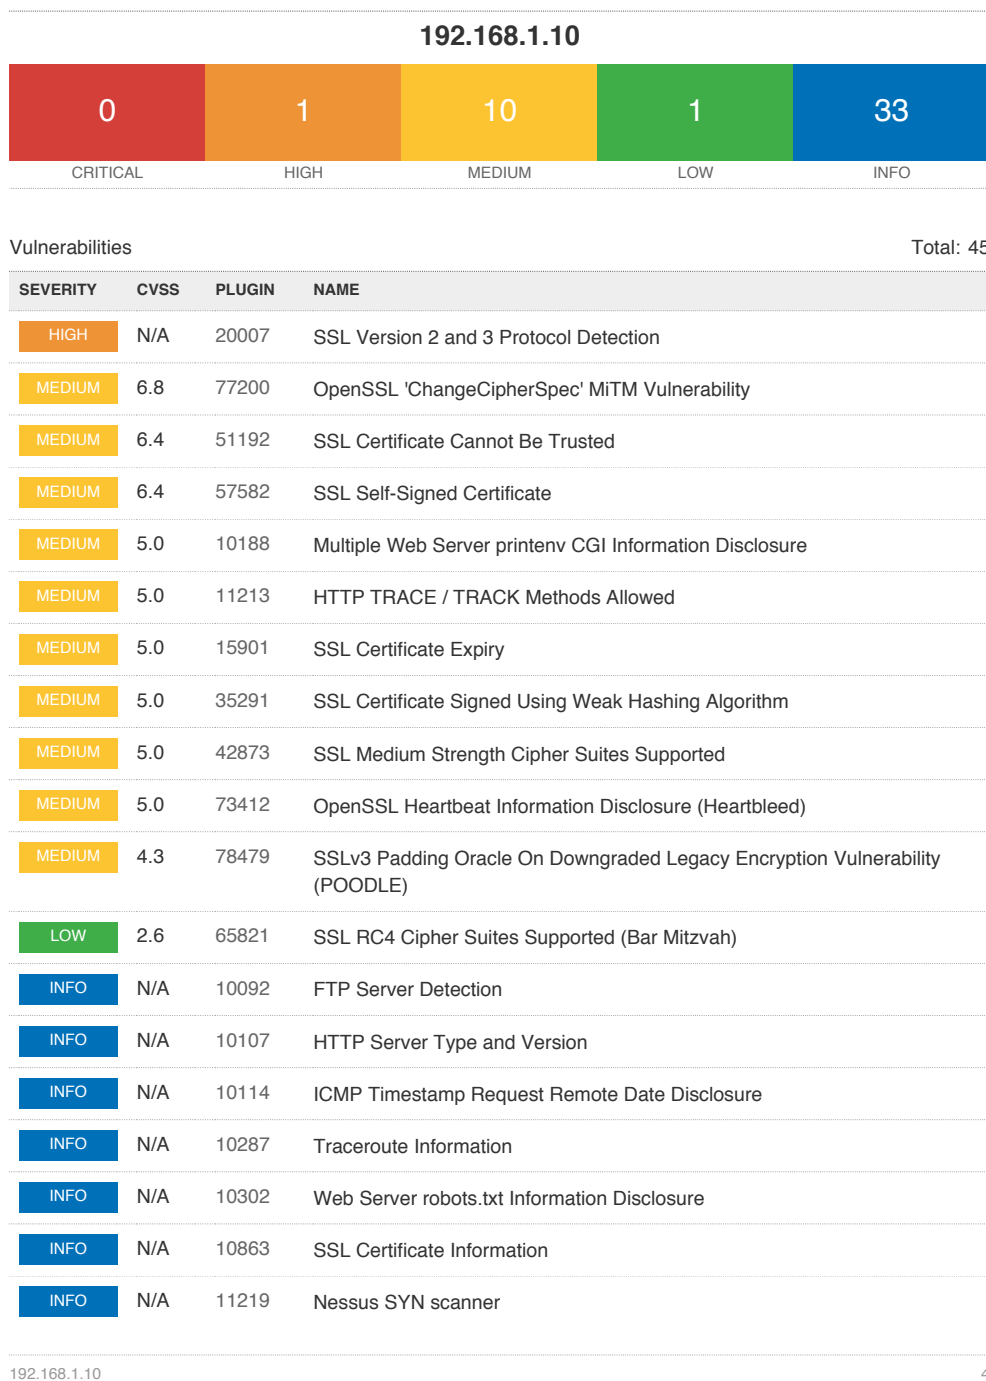 192.168.1.10
0 1 10 1 33
CRITICAL HIGH MEDIUM LOW INFO
Vulnerabilities Total: 45
SEVERITY CVSS PLUGIN NAME
HIGH N/A 20007 SSL Version 2 and 3 Protocol Detection
MEDIUM 6.8 77200 OpenSSL 'ChangeCipherSpec' MiTM Vulnerability
MEDIUM 6.4 51192 SSL Certificate Cannot Be Trusted
MEDIUM 6.4 57582 SSL Self-Signed Certificate
MEDIUM 5.0 10188 Multiple Web Server printenv CGI Information Disclosure
MEDIUM 5.0 11213 HTTP TRACE / TRACK Methods Allowed
MEDIUM 5.0 15901 SSL Certificate Expiry
MEDIUM 5.0 35291 SSL Certificate Signed Using Weak Hashing Algorithm
MEDIUM 5.0 42873 SSL Medium Strength Cipher Suites Supported
MEDIUM 5.0 73412 OpenSSL Heartbeat Information Disclosure (Heartbleed)
MEDIUM 4.3 78479 SSLv3 Padding Oracle On Downgraded Legacy Encryption Vulnerability
(POODLE)
LOW 2.6 65821 SSL RC4 Cipher Suites Supported (Bar Mitzvah)
INFO N/A 10092 FTP Server Detection
INFO N/A 10107 HTTP Server Type and Version
INFO N/A 10114 ICMP Timestamp Request Remote Date Disclosure
INFO N/A 10287 Traceroute Information
INFO N/A 10302 Web Server robots.txt Information Disclosure
INFO N/A 10863 SSL Certificate Information
INFO N/A 11219 Nessus SYN scanner
192.168.1.10 4